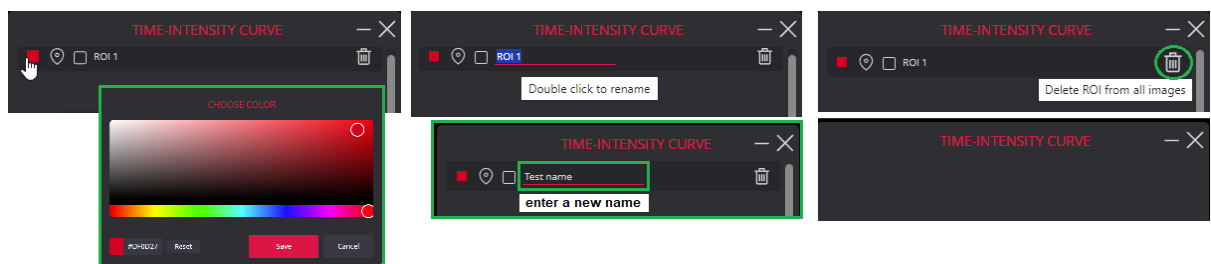 TIME-INTENSITY CURVE
ROI 1
CHOOSE COLOR
#DF0D27 Reset Save Cancel
TIME-INTENSITY CURVE
ROI 1
Double click to rename
TIME-INTENSITY CURVE
Test name
enter a new name
TIME-INTENSITY CURVE
ROI 1
Delete ROI from all images
TIME-INTENSITY CURVE